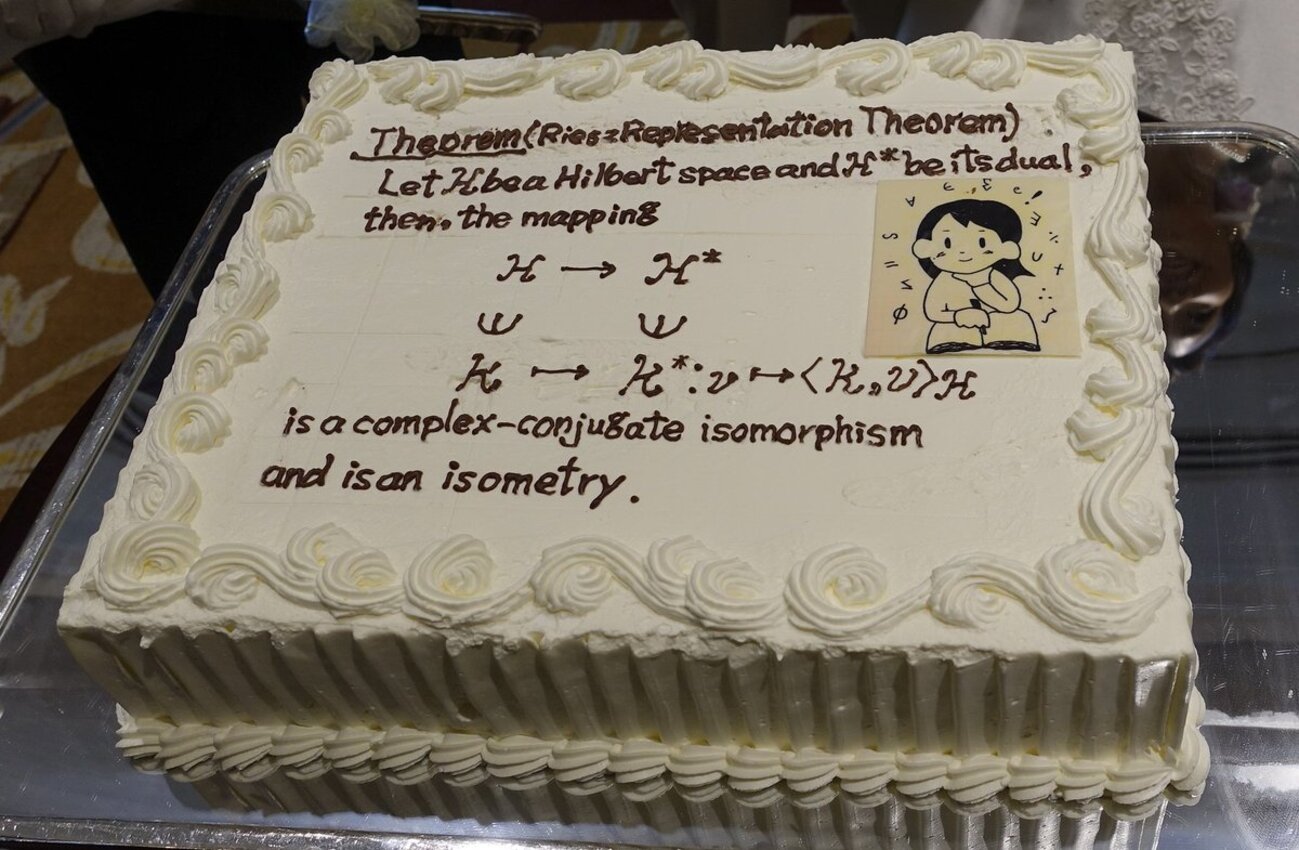 Theorem (Riesz Representation Theorem)
Let ℋ be a Hilbert space and ℋ* be its dual,
then, the mapping
ℋ → ℋ*
Ψ Ψ
𝒦 ↦ 𝒦*: v ↦ ⟨𝒦, v⟩ℋ
is a complex-conjugate isomorphism
and is an isometry.